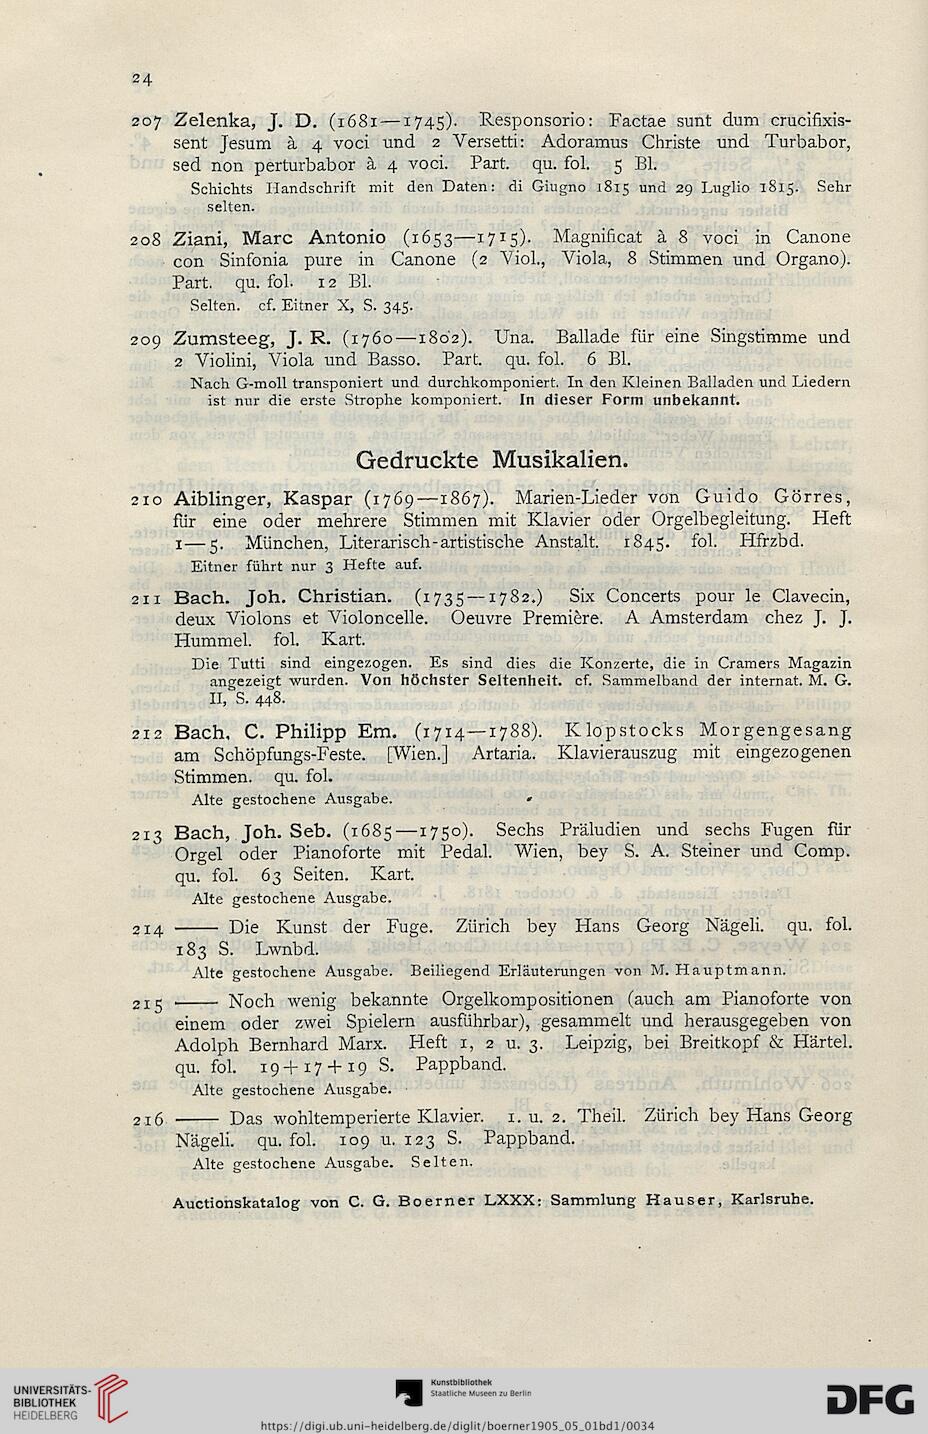 24
207 Zelenka, J. D. (1681—1745). Responsorio: Factae sunt dum crucifixis-
sent Jesum à 4 voci und 2 Versetti: Adoramus Christe und Turbabor,
sed non perturbabor à 4 voci. Part. qu. fol. 5 Bl.
Schichts Handschrift mit den Daten: di Giugno 1815 und 29 Luglio 1815. Sehr
selten.
208 Ziani, Marc Antonio (1653—1715). Magnificat à 8 voci in Canone
con Sinfonia pure in Canone (2 Viol., Viola, 8 Stimmen und Organo).
Part. qu. fol. 12 Bl.
Selten. cf. Eitner X, S. 345.
209 Zumsteeg, J. R. (1760—1802). Una. Ballade für eine Singstimme und
2 Violini, Viola und Basso. Part. qu. fol. 6 Bl.
Nach G-moll transponiert und durchkomponiert. In den Kleinen Balladen und Liedern
ist nur die erste Strophe komponiert. In dieser Form unbekannt.
Gedruckte Musikalien.
210 Aiblinger, Kaspar (1769—1867). Marien-Lieder von Guido Görres,
für eine oder mehrere Stimmen mit Klavier oder Orgelbegleitung. Heft
1—5. München, Literarisch-artistische Anstalt. 1845. fol. Hfrzbd.
Eitner führt nur 3 Hefte auf.
211 Bach. Joh. Christian. (1735—1782.) Six Concerts pour le Clavecin,
deux Violons et Violoncelle. Oeuvre Première. A Amsterdam chez J. J.
Hummel. fol. Kart.
Die Tutti sind eingezogen. Es sind dies die Konzerte, die in Cramers Magazin
angezeigt wurden. Von höchster Seltenheit. cf. Sammelband der internat. M. G.
II, S. 448.
212 Bach, C. Philipp Em. (1714—1788). Klopstocks Morgengesang
am Schöpfungs-Feste. [Wien.] Artaria. Klavierauszug mit eingezogenen
Stimmen. qu. fol.
Alte gestochene Ausgabe.
213 Bach, Joh. Seb. (1685—1750). Sechs Präludien und sechs Fugen für
Orgel oder Pianoforte mit Pedal. Wien, bey S. A. Steiner und Comp.
qu. fol. 63 Seiten. Kart.
Alte gestochene Ausgabe.
214 —— Die Kunst der Fuge. Zürich bey Hans Georg Nägeli. qu. fol.
183 S. Lwnbd.
Alte gestochene Ausgabe. Beiliegend Erläuterungen von M. Hauptmann.
215 —— Noch wenig bekannte Orgelkompositionen (auch am Pianoforte von
einem oder zwei Spielern ausführbar), gesammelt und herausgegeben von
Adolph Bernhard Marx. Heft 1, 2 u. 3. Leipzig, bei Breitkopf & Härtel.
qu. fol. 19+17+19 S. Pappband.
Alte gestochene Ausgabe.
216 —— Das wohltemperierte Klavier. 1. u. 2. Theil. Zürich bey Hans Georg
Nägeli. qu. fol. 109 u. 123 S. Pappband.
Alte gestochene Ausgabe. Selten.
Auctionskatalog von C. G. Boerner LXXX: Sammlung Hauser, Karlsruhe.
UNIVERSITÄTS-
BIBLIOTHEK
HEIDELBERG
Kunstbibliothek
Staatliche Museen zu Berlin
DFG
https://digi.ub.uni-heidelberg.de/diglit/boerner1905_05_01bd1/0034